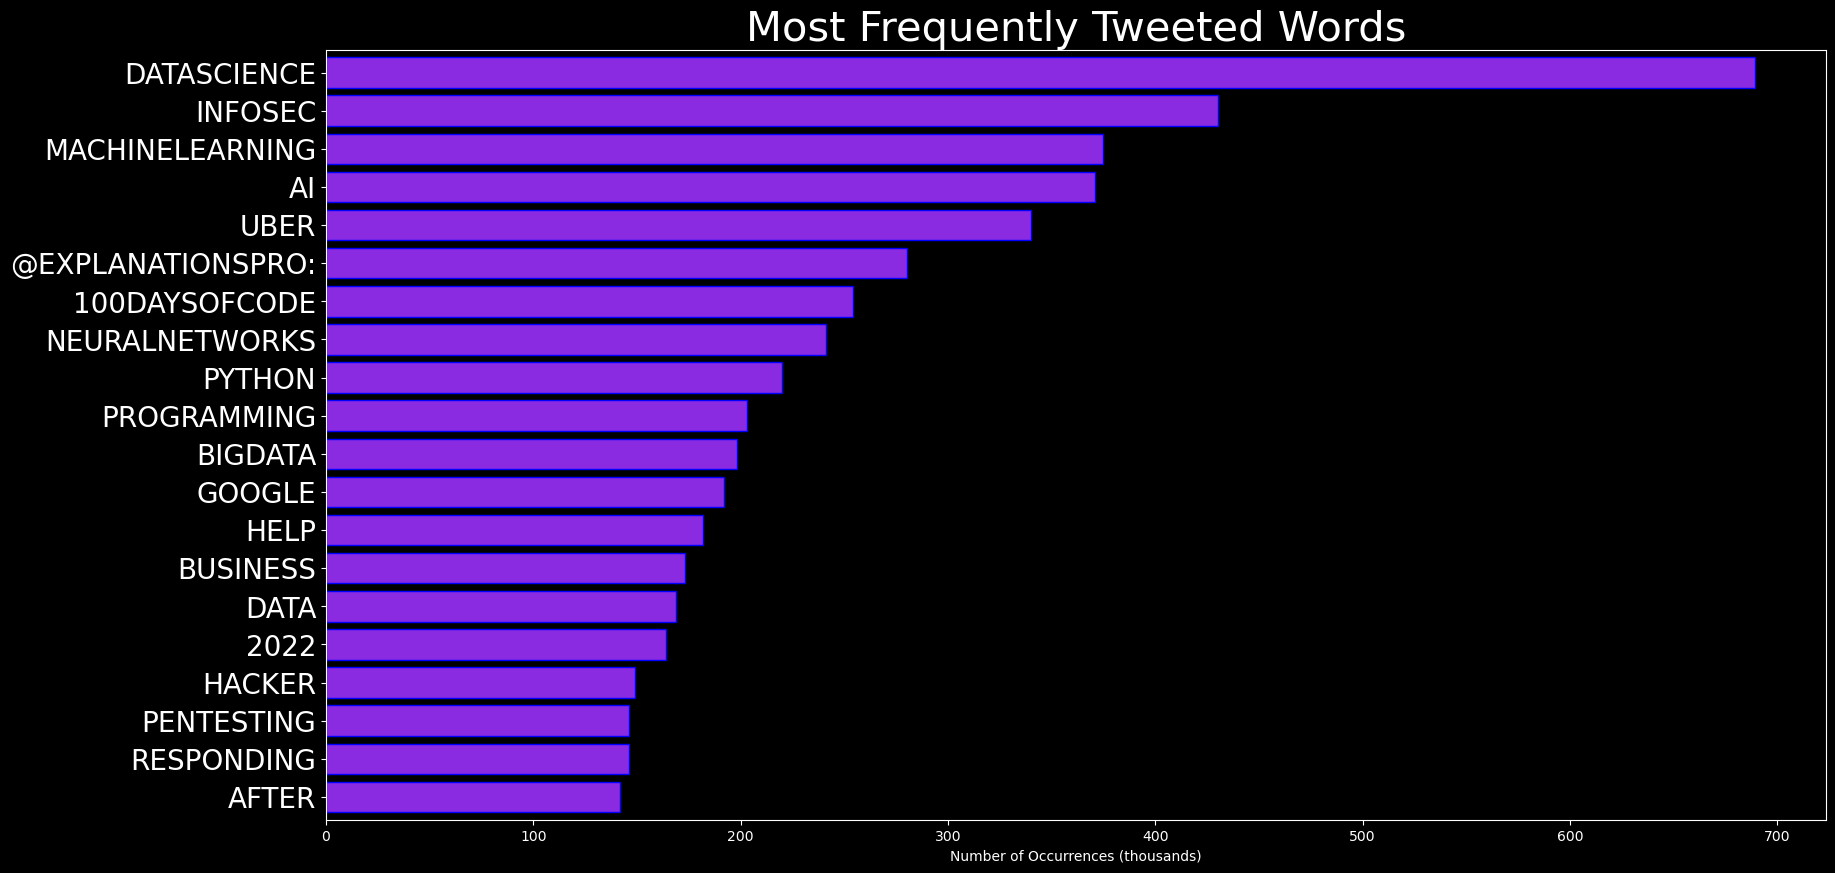 Most Frequently Tweeted Words
DATASCIENCE
INFOSEC
MACHINELEARNING
AI
UBER
@EXPLANATIONSPRO:
100DAYSOFCODE
NEURALNETWORKS
PYTHON
PROGRAMMING
BIGDATA
GOOGLE
HELP
BUSINESS
DATA
2022
HACKER
PENTESTING
RESPONDING
AFTER
0 100 200 300 400 500 600 700
Number of Occurrences (thousands)